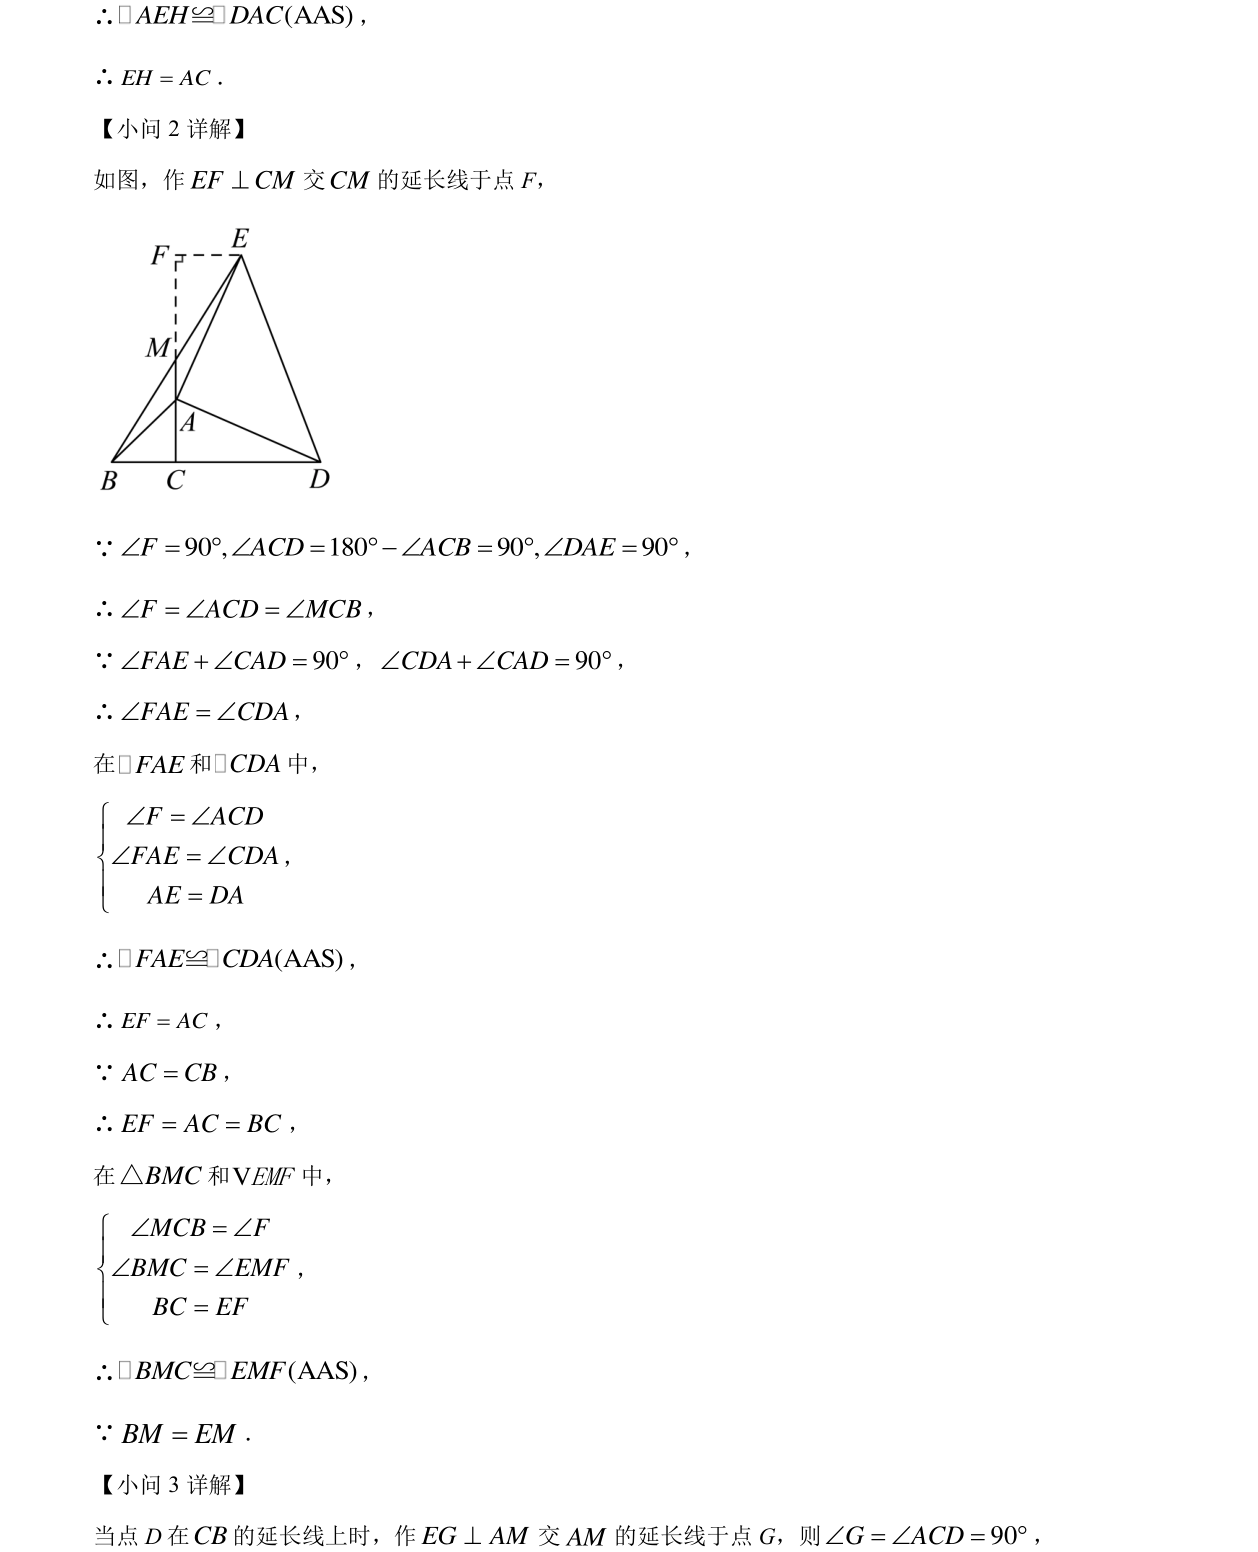 ∴□AEH≌□DAC(AAS),
∴EH = AC.
【小问 2 详解】
如图，作 EF ⊥ CM 交 CM 的延长线于点 F，
E
F
M
A
B
C
D
∵∠F = 90°,∠ACD = 180° − ∠ACB = 90°,∠DAE = 90°,
∴∠F = ∠ACD = ∠MCB,
∵∠FAE + ∠CAD = 90°，∠CDA + ∠CAD = 90°,
∴∠FAE = ∠CDA,
在□FAE 和□CDA 中，
∠F = ∠ACD
∠FAE = ∠CDA,
AE = DA
∴□FAE≌□CDA(AAS),
∴EF = AC,
∵AC = CB,
∴EF = AC = BC,
在△BMC 和VEMF 中，
∠MCB = ∠F
∠BMC = ∠EMF,
BC = EF
∴□BMC≌□EMF(AAS),
∵BM = EM.
【小问 3 详解】
当点 D 在 CB 的延长线上时，作 EG ⊥ AM 交 AM 的延长线于点 G，则∠G = ∠ACD = 90°,